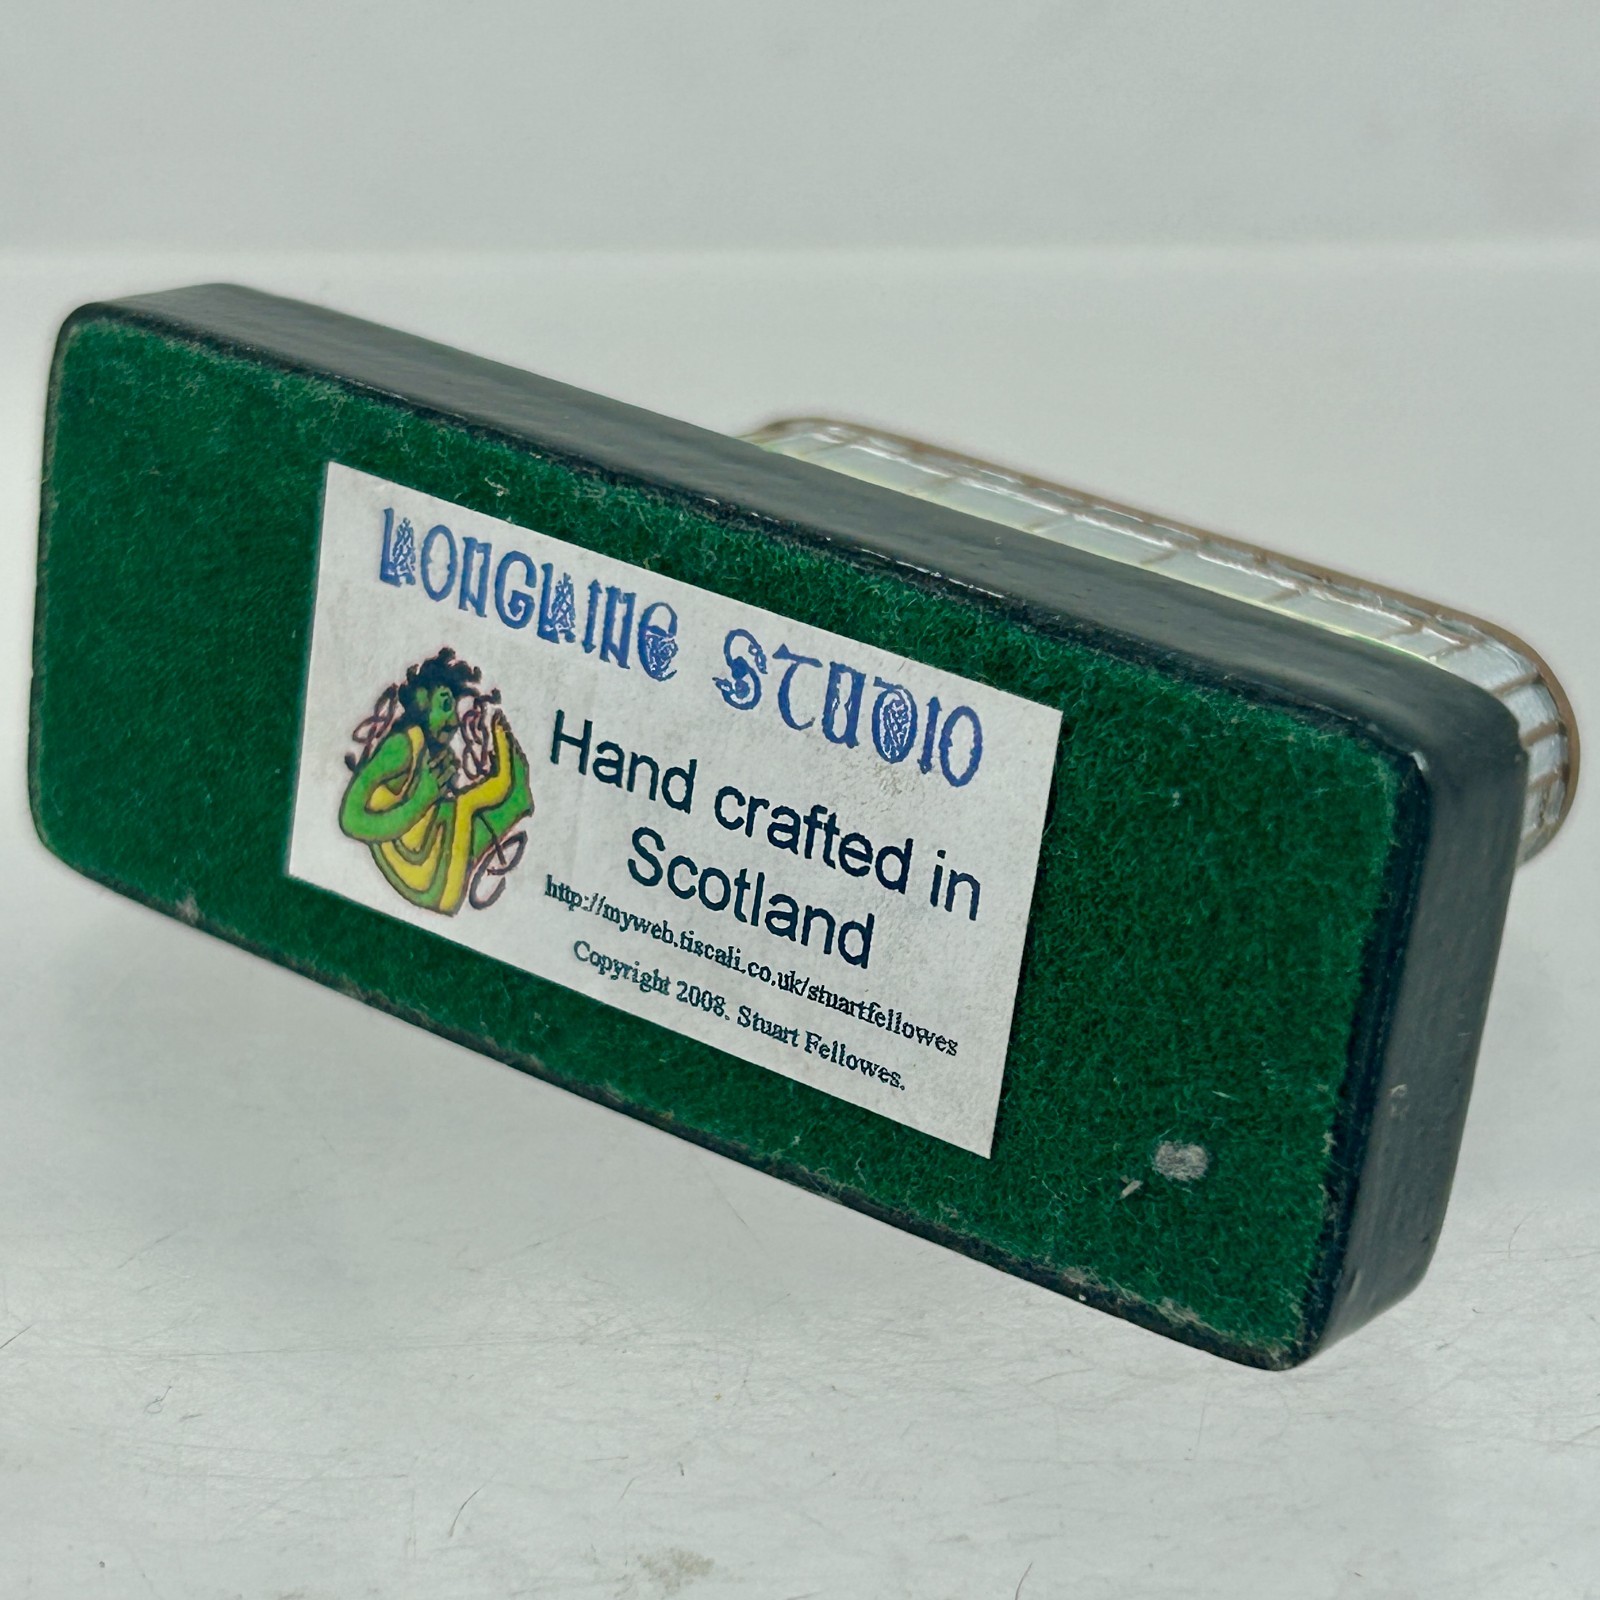 LONGLINE STUDIO
Hand crafted in
Scotland
http://myweb.tiscali.co.uk/stuartfellowes
Copyright 2008. Stuart Fellowes.